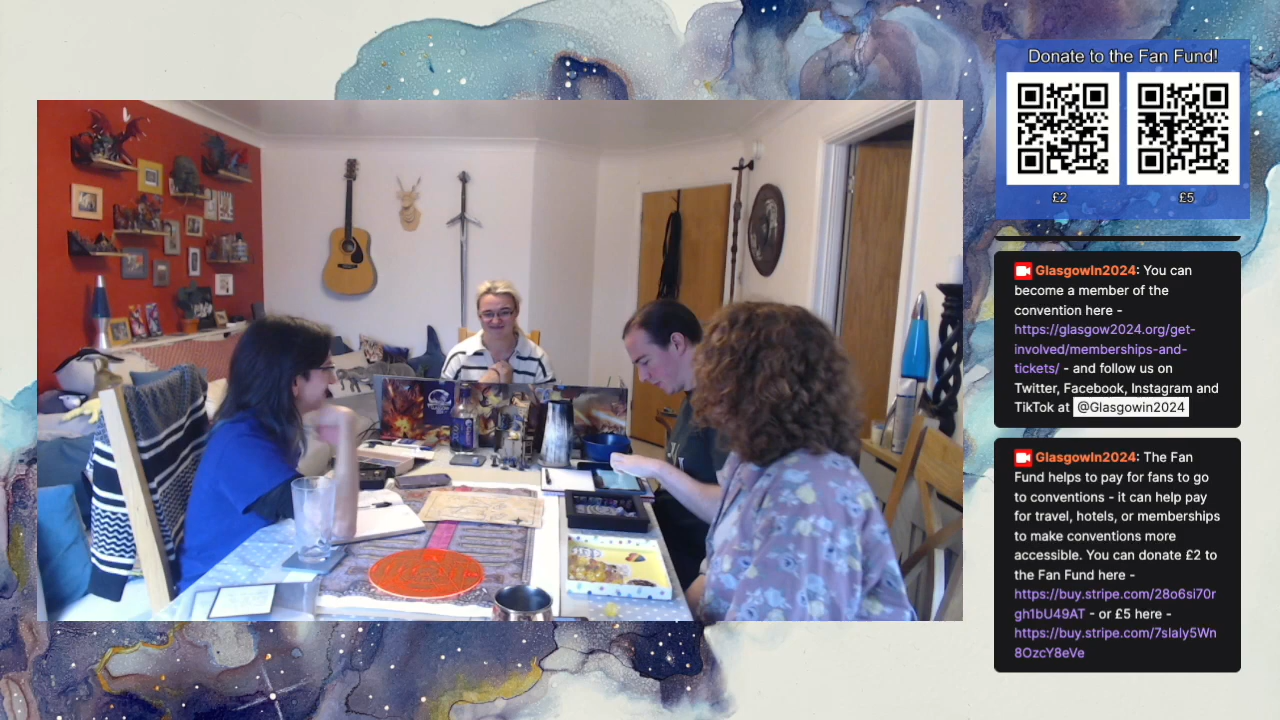 Donate to the Fan Fund!
£2
£5
GlasgowIn2024: You can
become a member of the
convention here -
https://glasgow2024.org/get-
involved/memberships-and-
tickets/ - and follow us on
Twitter, Facebook, Instagram and
TikTok at @Glasgowin2024
GlasgowIn2024: The Fan
Fund helps to pay for fans to go
to conventions - it can help pay
for travel, hotels, or memberships
to make conventions more
accessible. You can donate £2 to
the Fan Fund here -
https://buy.stripe.com/28o6si70r
gh1bU49AT - or £5 here -
https://buy.stripe.com/7slaly5Wn
8OzcY8eVe